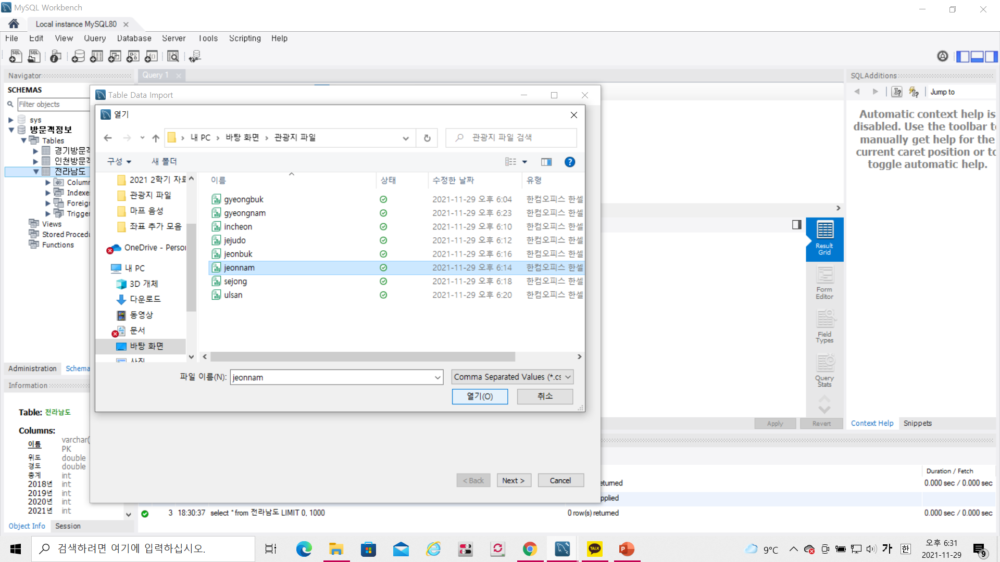 MySQL Workbench
Local instance MySQL80
File Edit View Query Database Server Tools Scripting Help
Navigator
Query 1
SQLAdditions
SCHEMAS
Filter objects
Jump to
sys
방문객정보
Tables
경기방문객
인천방문객
전라남도
Column
Indexes
Foreign
Trigger
Views
Stored Procedu
Functions
Automatic context help is
disabled. Use the toolbar to
manually get help for the
current caret position or to
toggle automatic help.
Table Data Import
열기
내 PC 바탕 화면 관광지 파일
관광지 파일 검색
구성 새 폴더
2021 2학기 자료
관광지 파일
마프 음성
좌표 추가 모음
OneDrive - Person
내 PC
3D 개체
다운로드
동영상
문서
바탕 화면
사진
이름 상태 수정한 날짜 유형
gyeongbuk 2021-11-29 오후 6:04 한컴오피스 한셀
gyeongnam 2021-11-29 오후 6:23 한컴오피스 한셀
incheon 2021-11-29 오후 6:10 한컴오피스 한셀
jejudo 2021-11-29 오후 6:12 한컴오피스 한셀
jeonbuk 2021-11-29 오후 6:16 한컴오피스 한셀
jeonnam 2021-11-29 오후 6:14 한컴오피스 한셀
sejong 2021-11-29 오후 6:18 한컴오피스 한셀
ulsan 2021-11-29 오후 6:20 한컴오피스 한셀
파일 이름(N): jeonnam Comma Separated Values (*.cs
열기(O) 취소
< Back Next > Cancel
Result
Grid
Form
Editor
Field
Types
Query
Stats
Apply Revert
Context Help Snippets
Administration Schema
Information
Table: 전라남도
Columns:
이름 varchar(
PK
위도 double
경도 double
총계 int
2018년 int
2019년 int
2020년 int
2021년 int
Object Info Session
Duration / Fetch
eturned 0.000 sec / 0.000 sec
pplied
3 18:30:37 select * from 전라남도 LIMIT 0, 1000 0 row(s) returned 0.000 sec / 0.000 sec
검색하려면 여기에 입력하십시오.
TALK
9°C
가
한
오후 6:31
2021-11-29
9